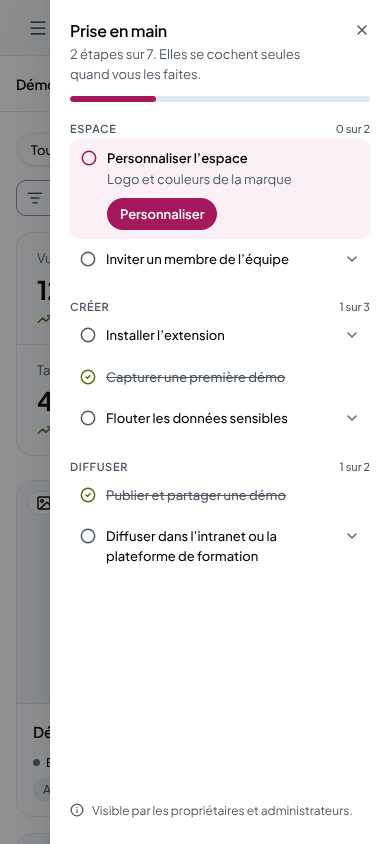 Prise en main
2 étapes sur 7. Elles se cochent seules
quand vous les faites.
ESPACE
0 sur 2
Personnaliser l'espace
Logo et couleurs de la marque
Personnaliser
Inviter un membre de l'équipe
CRÉER
1 sur 3
Installer l'extension
Capturer une première démo
Flouter les données sensibles
DIFFUSER
1 sur 2
Publier et partager une démo
Diffuser dans l'intranet ou la
plateforme de formation
Visible par les propriétaires et administrateurs.